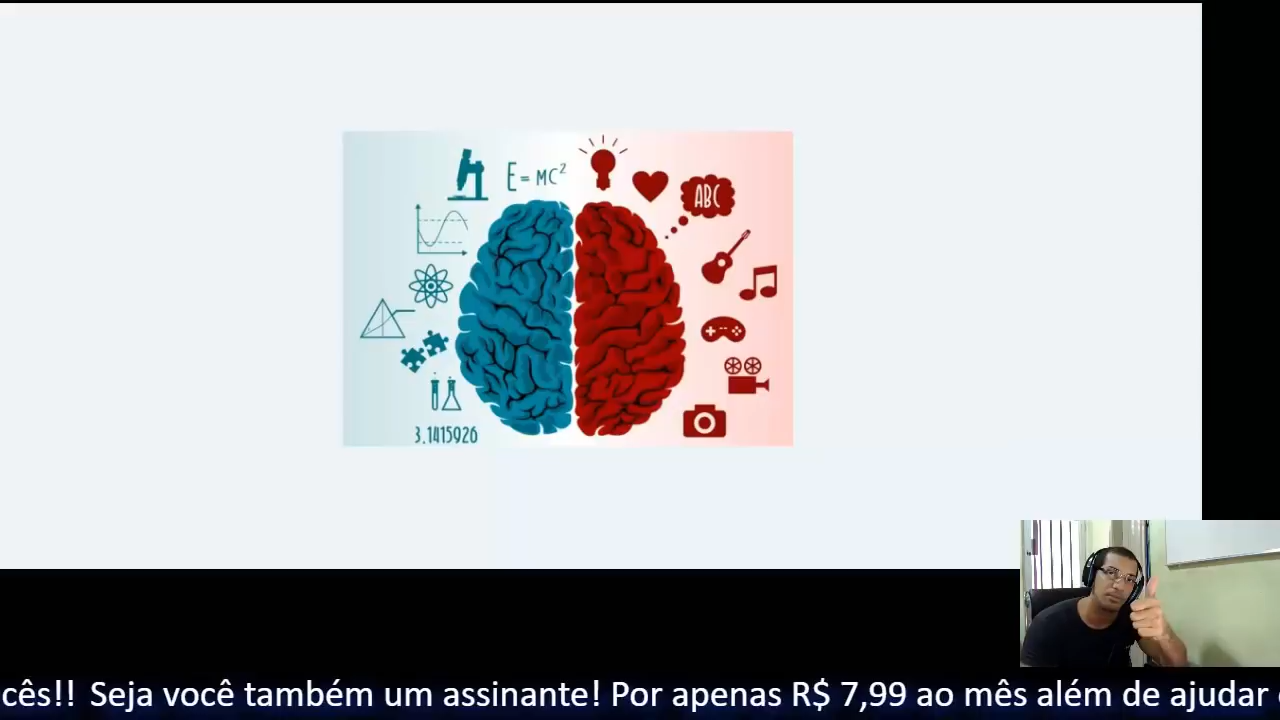 E = MC²
ABC
3.1415926
cês!! Seja você também um assinante! Por apenas R$ 7,99 ao mês além de ajudar